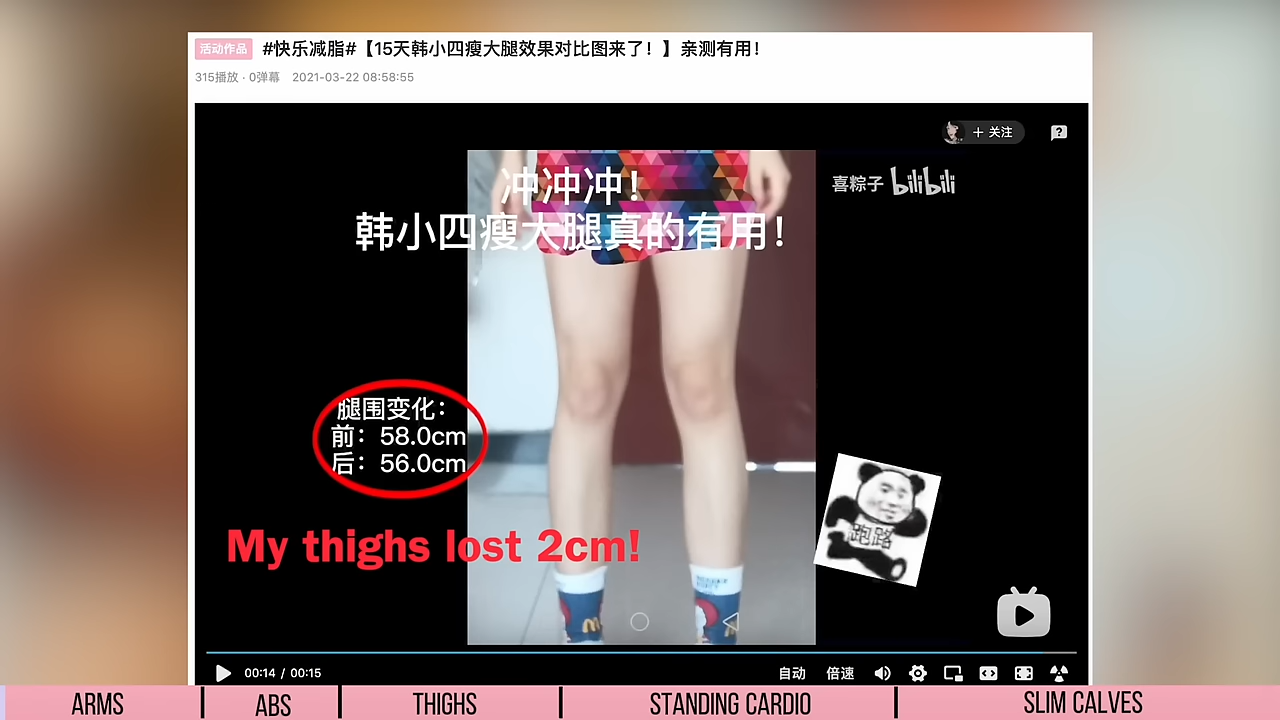 活动作品 #快乐减脂#【15天韩小四瘦大腿效果对比图来了！】亲测有用！
315播放 · 0弹幕 2021-03-22 08:58:55
+ 关注
喜粽子 bilibili
冲冲冲！
韩小四瘦大腿真的有用！
腿围变化：
前：58.0cm
后：56.0cm
My thighs lost 2cm!
跑路
00:14 / 00:15
自动 倍速
ARMS ABS THIGHS STANDING CARDIO SLIM CALVES